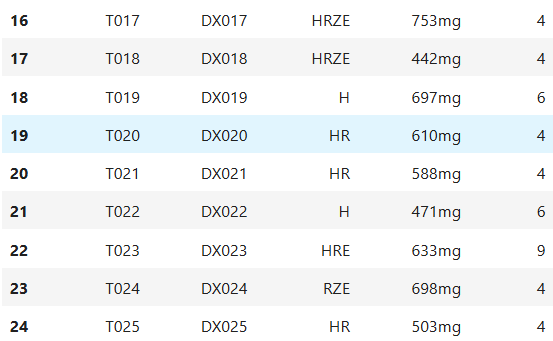 16 T017 DX017 HRZE 753mg 4
17 T018 DX018 HRZE 442mg 4
18 T019 DX019 H 697mg 6
19 T020 DX020 HR 610mg 4
20 T021 DX021 HR 588mg 4
21 T022 DX022 H 471mg 6
22 T023 DX023 HRE 633mg 9
23 T024 DX024 RZE 698mg 4
24 T025 DX025 HR 503mg 4